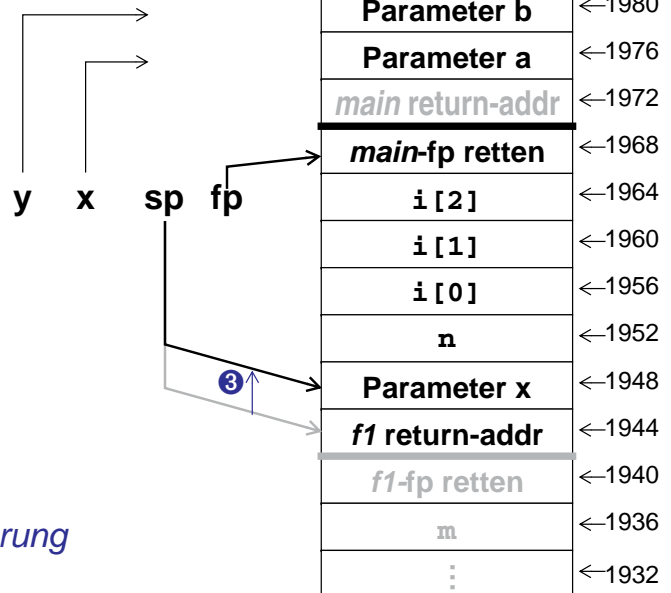 Parameter b ←1980
Parameter a ←1976
main return-addr ←1972
main-fp retten ←1968
y x sp fp i[2] ←1964
i[1] ←1960
i[0] ←1956
n ←1952
❸ Parameter x ←1948
f1 return-addr ←1944
f1-fp retten ←1940
rung m ←1936
⋮ ←1932